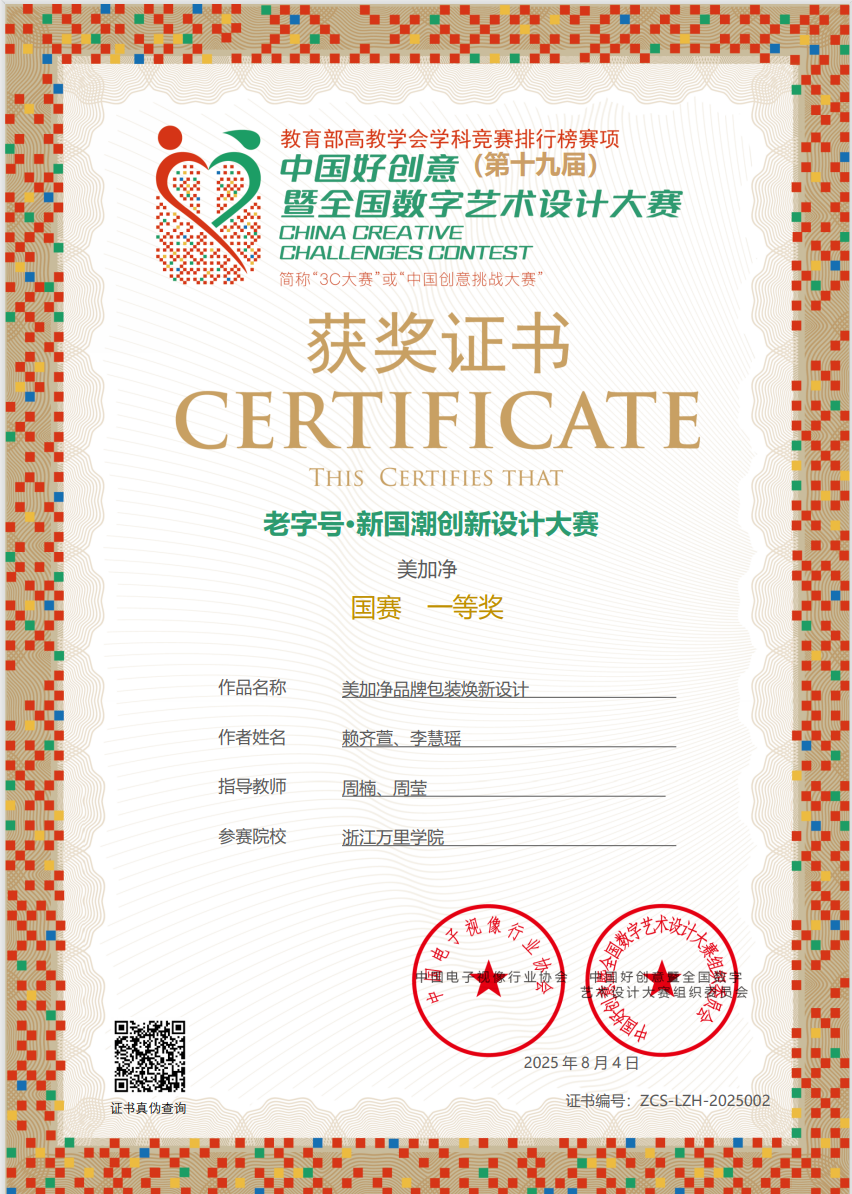 教育部高教学会学科竞赛排行榜赛项
中国好创意（第十九届）
暨全国数字艺术设计大赛
CHINA CREATIVE
CHALLENGES CONTEST
简称“3C大赛”或“中国创意挑战大赛”
获奖证书
CERTIFICATE
THIS CERTIFIES THAT
老字号·新国潮创新设计大赛
美加净
国赛 一等奖
作品名称 美加净品牌包装焕新设计
作者姓名 赖齐萱、李慧瑶
指导教师 周楠、周莹
参赛院校 浙江万里学院
中国电子视像行业协会
中国好创意暨全国数字艺术设计大赛组织委员会
中国电子视像行业协会
中国好创意暨全国数字
艺术设计大赛组织委员会
2025 年 8 月 4 日
证书编号：ZCS-LZH-2025002
证书真伪查询